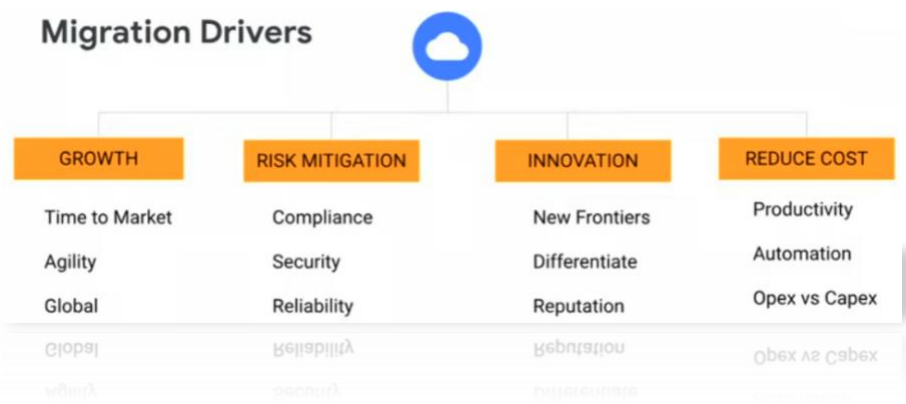 Migration Drivers
GROWTH
Time to Market
Agility
Global
RISK MITIGATION
Compliance
Security
Reliability
INNOVATION
New Frontiers
Differentiate
Reputation
REDUCE COST
Productivity
Automation
Opex vs Capex